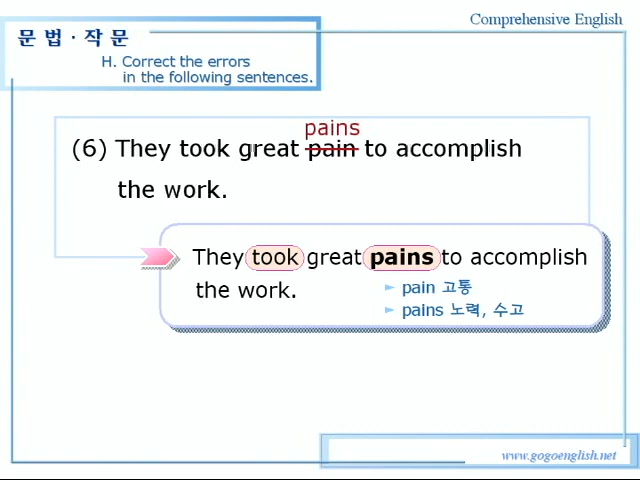 Comprehensive English
문법·작문
H. Correct the errors
in the following sentences.
pains
(6) They took great pain to accomplish
the work.
They took great pains to accomplish
the work.
► pain 고통
► pains 노력, 수고
www.gogoenglish.net